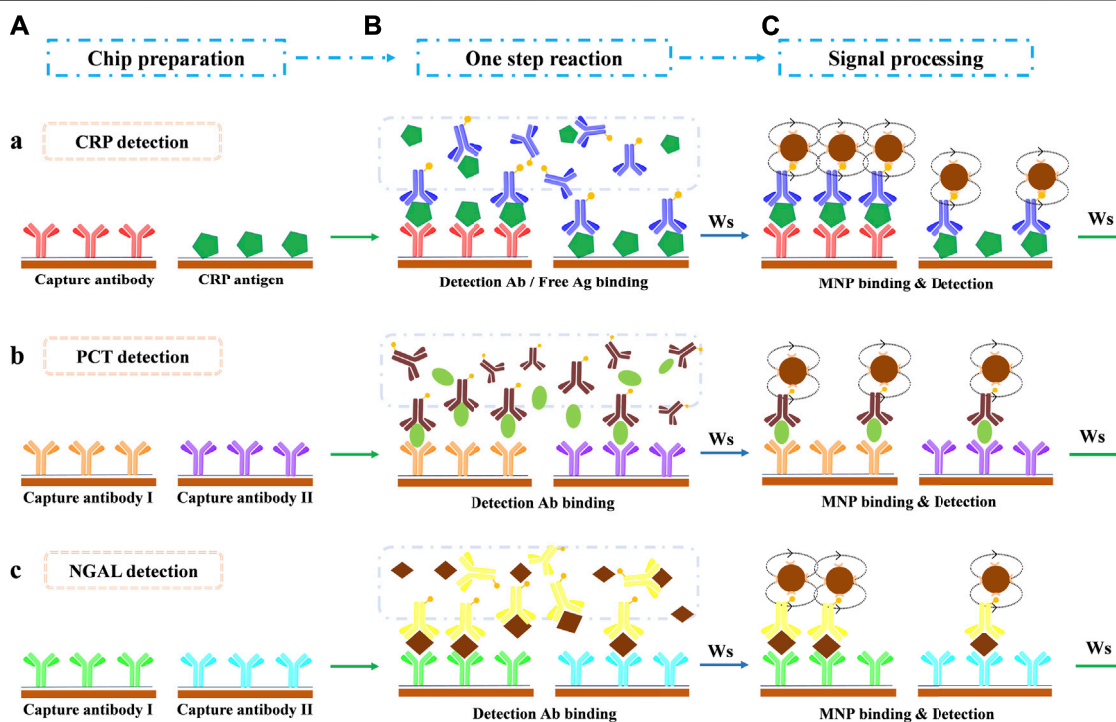 A B C
Chip preparation One step reaction Signal processing
a CRP detection
Ws Ws
Capture antibody CRP antigen Detection Ab / Free Ag binding MNP binding & Detection
b PCT detection
Ws Ws
Capture antibody I Capture antibody II Detection Ab binding MNP binding & Detection
c NGAL detection
Ws Ws
Capture antibody I Capture antibody II Detection Ab binding MNP binding & Detection